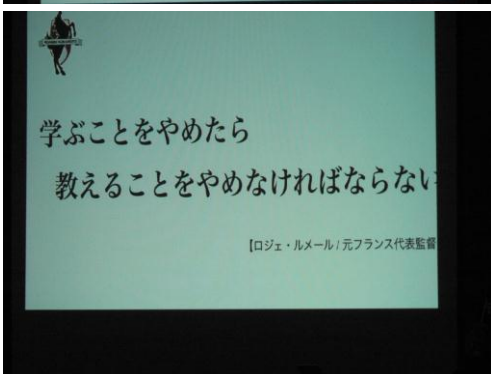 学ぶことをやめたら
教えることをやめなければならない
【ロジェ・ルメール / 元フランス代表監督